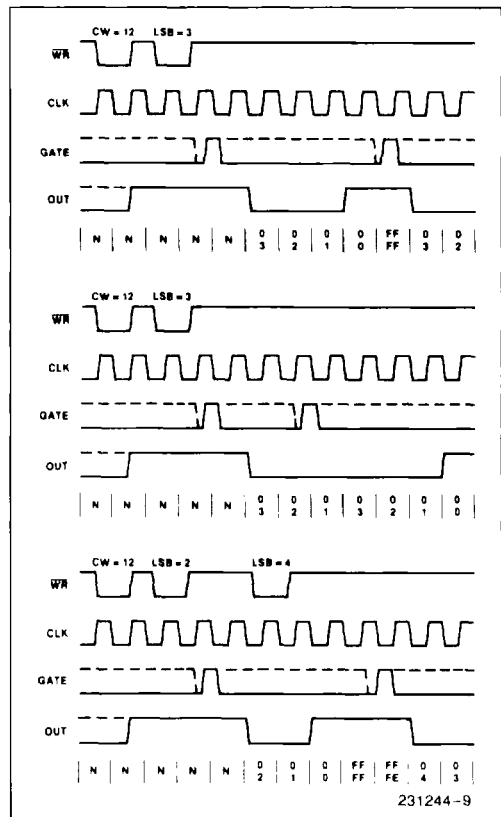 CW = 12 LSB = 3
WR
CLK
GATE
OUT
N N N N N 0 0 0 0 FF 0 0
3 2 1 0 FF 3 2
CW = 12 LSB = 3
WR
CLK
GATE
OUT
N N N N N 0 0 0 0 0 0 0
3 2 1 3 2 1 0
CW = 12 LSB = 2 LSB = 4
WR
CLK
GATE
OUT
N N N N N 0 0 0 FF FF 0 0
2 1 0 FF FE 4 3
231244-9